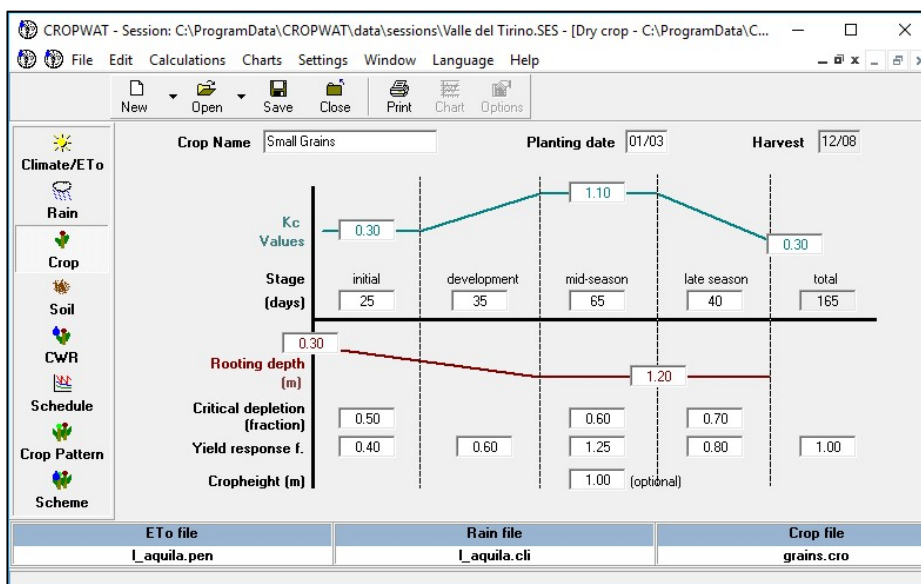 CROPWAT - Session: C:\ProgramData\CROPWAT\data\sessions\Valle del Tirino.SES - [Dry crop - C:\ProgramData\C...
File Edit Calculations Charts Settings Window Language Help
New Open Save Close Print Chart Options
Climate/ETo
Rain
Crop
Soil
CWR
Schedule
Crop Pattern
Scheme
Crop Name Small Grains Planting date 01/03 Harvest 12/08
Kc
Values
0.30 1.10 0.30
Stage initial development mid-season late season total
(days) 25 35 65 40 165
0.30
Rooting depth
(m)
1.20
Critical depletion
(fraction) 0.50 0.60 0.70
Yield response f. 0.40 0.60 1.25 0.80 1.00
Cropheight (m) 1.00 (optional)
ETo file Rain file Crop file
l_aquila.pen l_aquila.cli grains.cro